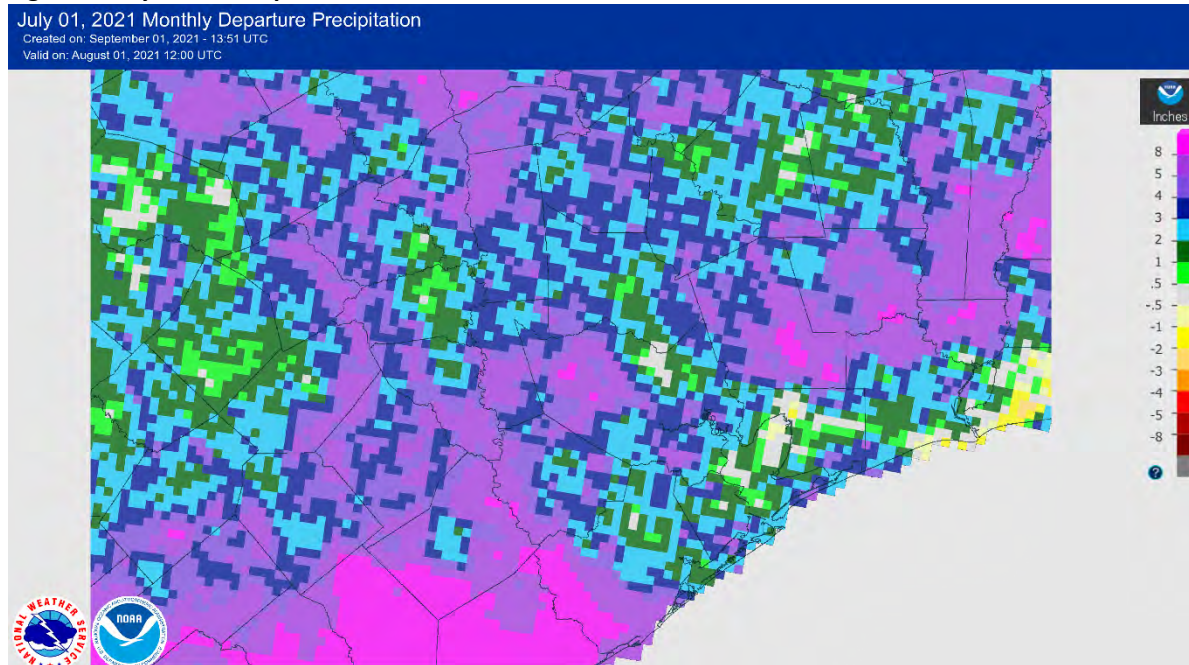 July 01, 2021 Monthly Departure Precipitation
Created on: September 01, 2021 - 13:51 UTC
Valid on: August 01, 2021 12:00 UTC
NOAA
Inches
8
5
4
3
2
1
.5
-.5
-1
-2
-3
-4
-5
-8
?
NATIONAL WEATHER SERVICE
NOAA